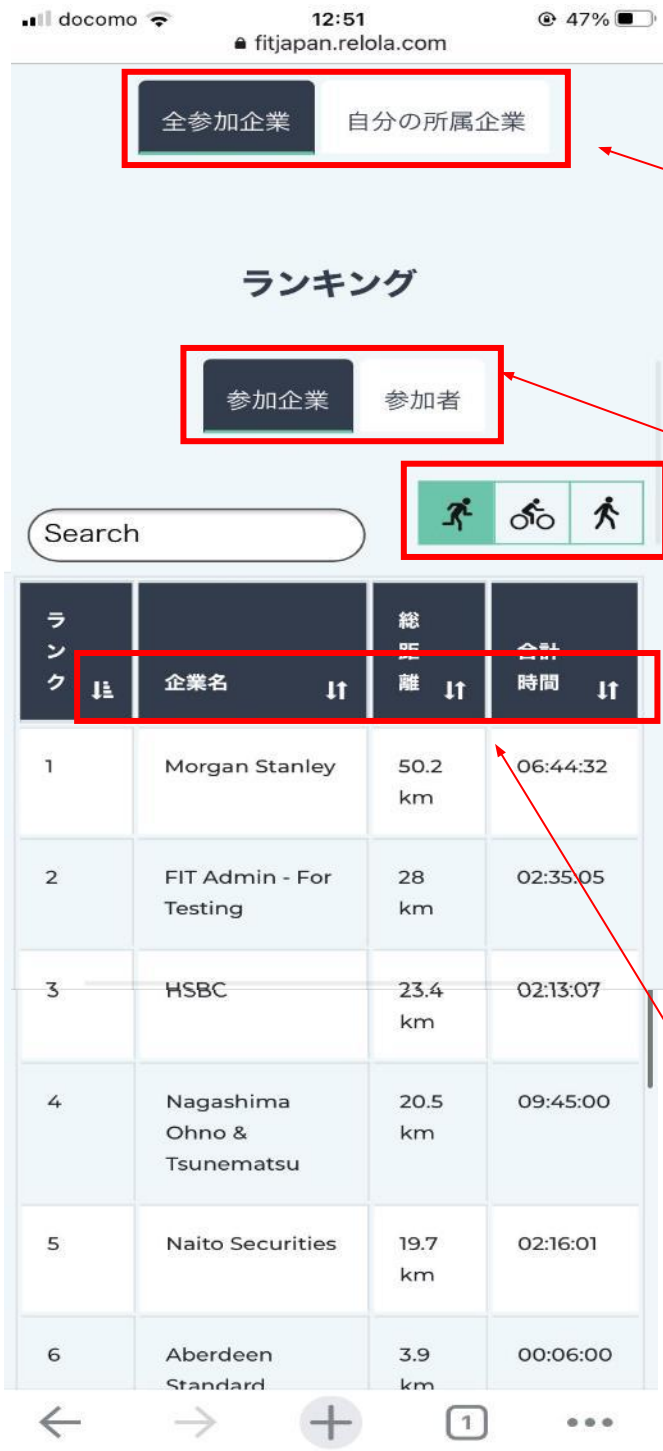 docomo 12:51 47%
fitjapan.relola.com
全参加企業 自分の所属企業
ランキング
参加企業 参加者
Search
ランク 企業名 総距離 合計時間
1 Morgan Stanley 50.2 km 06:44:32
2 FIT Admin - For Testing 28 km 02:35:05
3 HSBC 23.4 km 02:13:07
4 Nagashima Ohno & Tsunematsu 20.5 km 09:45:00
5 Naito Securities 19.7 km 02:16:01
6 Aberdeen Standard 3.9 km 00:06:00
1